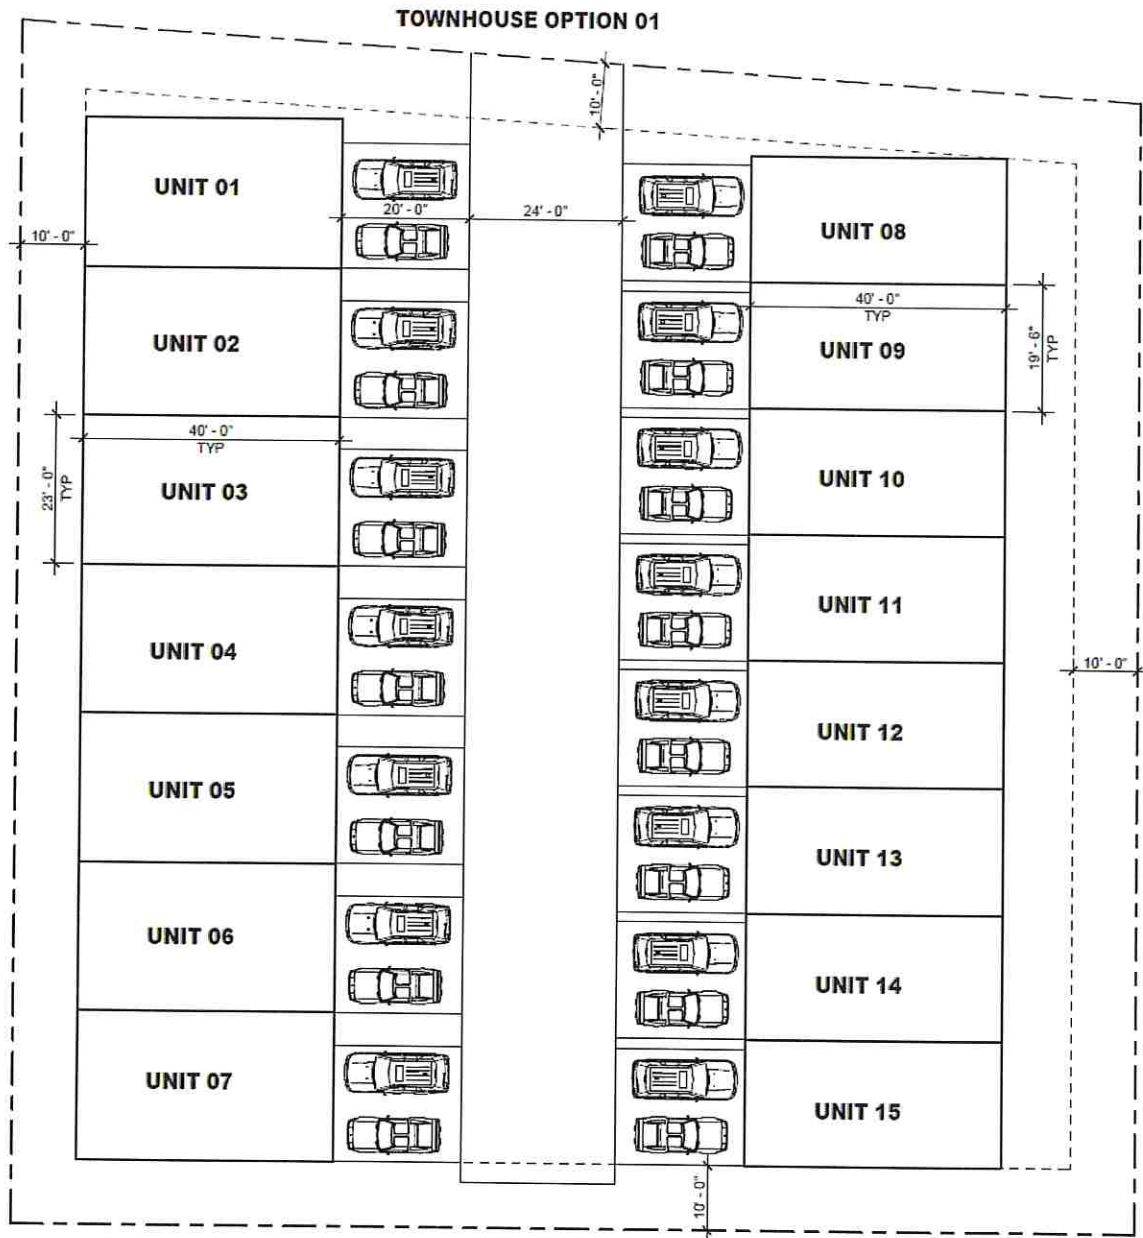 TOWNHOUSE OPTION 01
10' - 0"
UNIT 01
20' - 0"
24' - 0"
10' - 0"
UNIT 08
UNIT 02
40' - 0"
TYP
19' - 6"
TYP
UNIT 09
40' - 0"
TYP
23' - 0"
TYP
UNIT 03
UNIT 10
UNIT 04
UNIT 11
10' - 0"
UNIT 05
UNIT 12
UNIT 06
UNIT 13
UNIT 14
UNIT 07
UNIT 15
10' - 0"